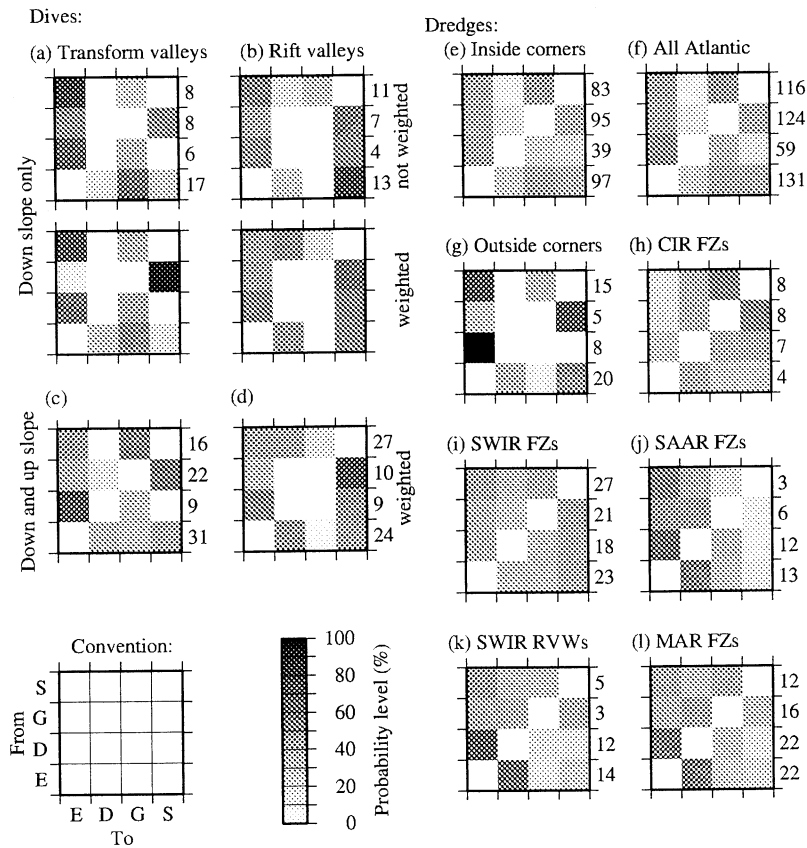 Dives:
Dredges:
(a) Transform valleys
(b) Rift valleys
(e) Inside corners
(f) All Atlantic
8
8
6
17
11
7
4
13
not weighted
83
95
39
97
116
124
59
131
Down slope only
weighted
(g) Outside corners
(h) CIR FZs
15
5
8
20
8
8
7
4
(c)
(d)
Down and up slope
16
22
9
31
27
10
9
24
weighted
(i) SWIR FZs
(j) SAAR FZs
27
21
18
23
3
6
12
13
Convention:
From
S
G
D
E
E D G S
To
100
80
60
40
20
0
Probability level (%)
(k) SWIR RVWs
(l) MAR FZs
5
3
12
14
12
16
22
22